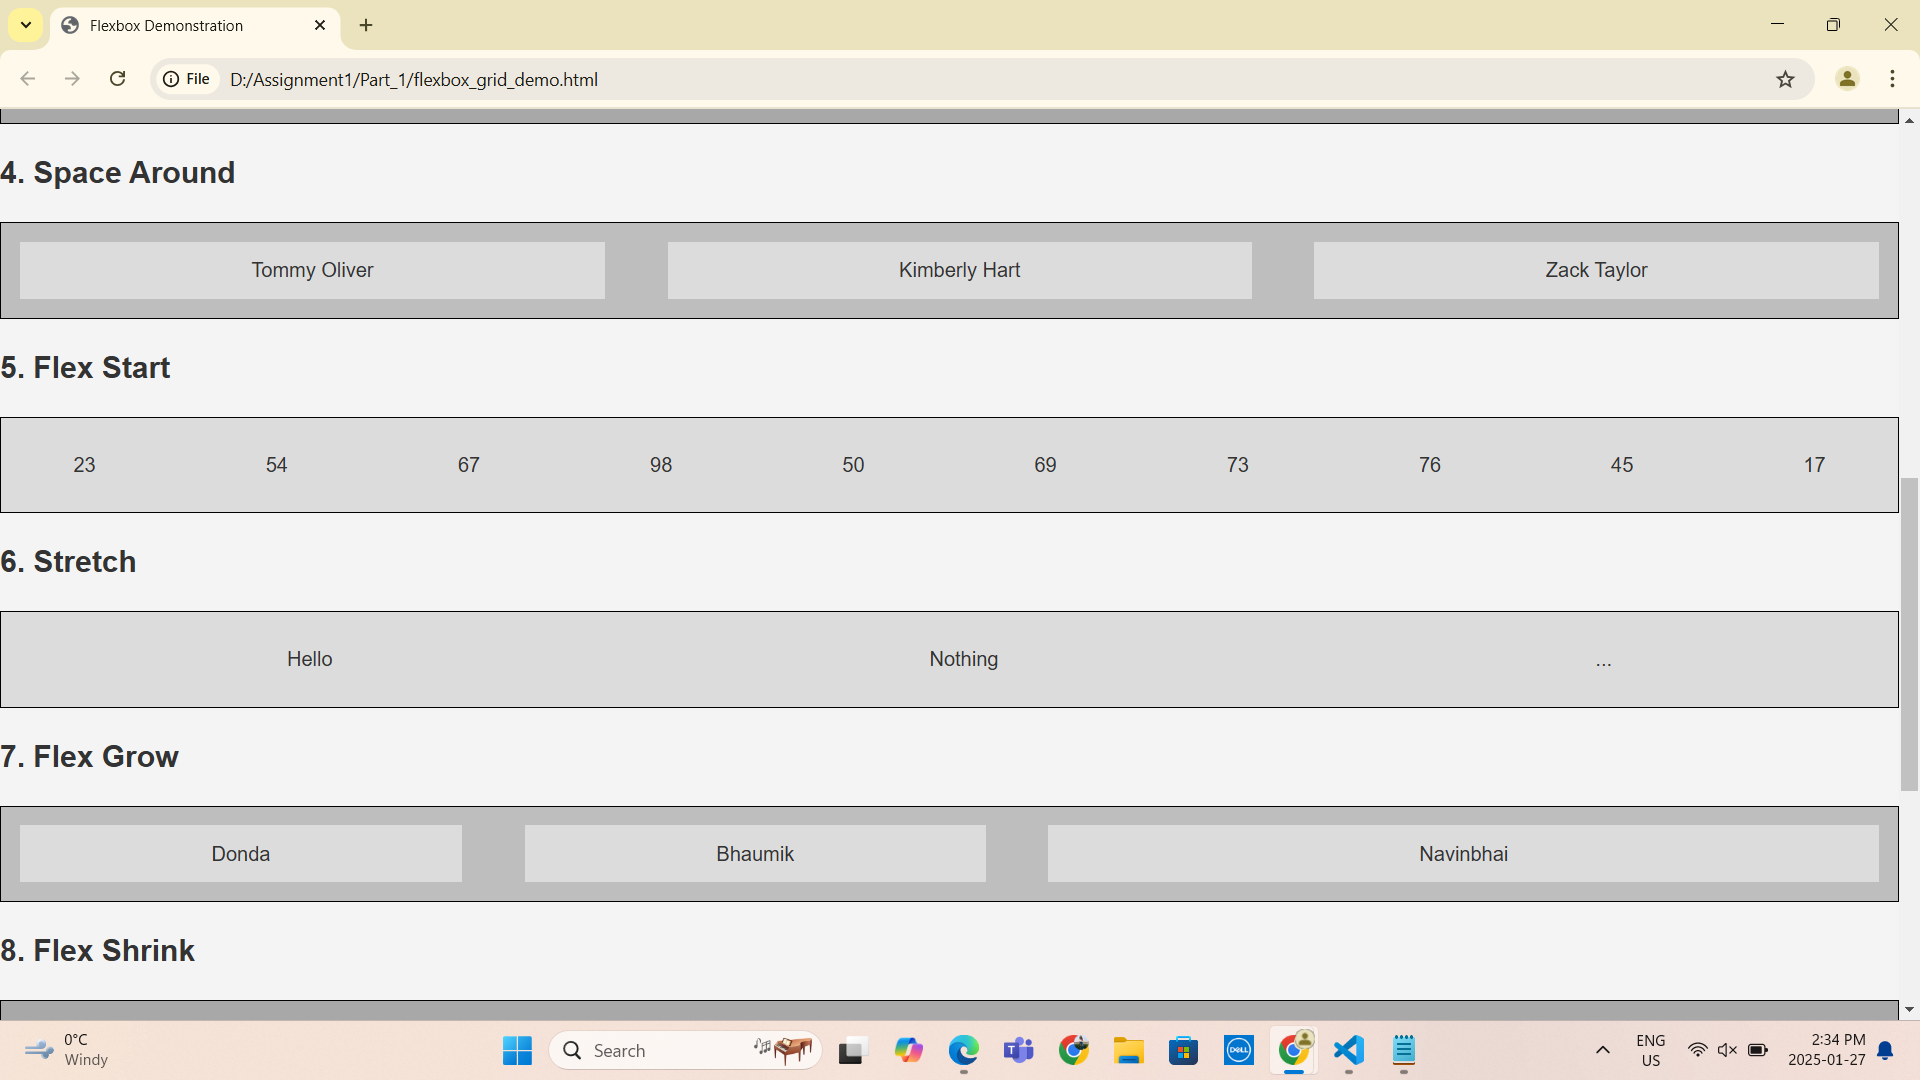 Flexbox Demonstration
File D:/Assignment1/Part_1/flexbox_grid_demo.html
4. Space Around
Tommy Oliver Kimberly Hart Zack Taylor
5. Flex Start
23 54 67 98 50 69 73 76 45 17
6. Stretch
Hello Nothing ...
7. Flex Grow
Donda Bhaumik Navinbhai
8. Flex Shrink
0°C
Windy
Search
DELL
ENG
US
2:34 PM
2025-01-27